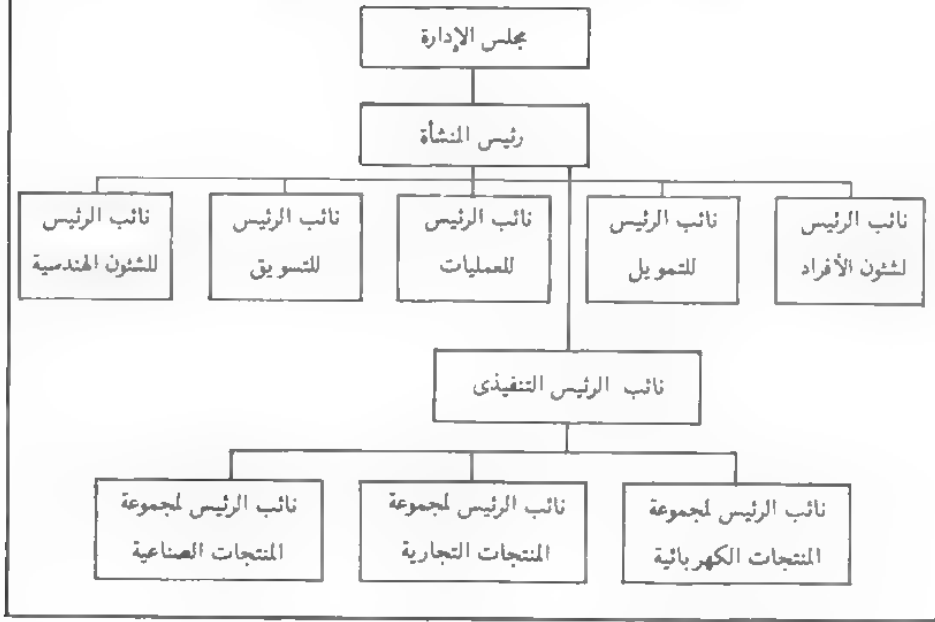 مجلس الإدارة
رئيس المنشأة
نائب الرئيس
لشئون الأفراد
نائب الرئيس
للتمويل
نائب الرئيس
للعمليات
نائب الرئيس
للتسويق
نائب الرئيس
للشئون الهندسية
نائب الرئيس التنفيذى
نائب الرئيس لمجموعة
المنتجات الكهربائية
نائب الرئيس لمجموعة
المنتجات التجارية
نائب الرئيس لمجموعة
المنتجات الصناعية